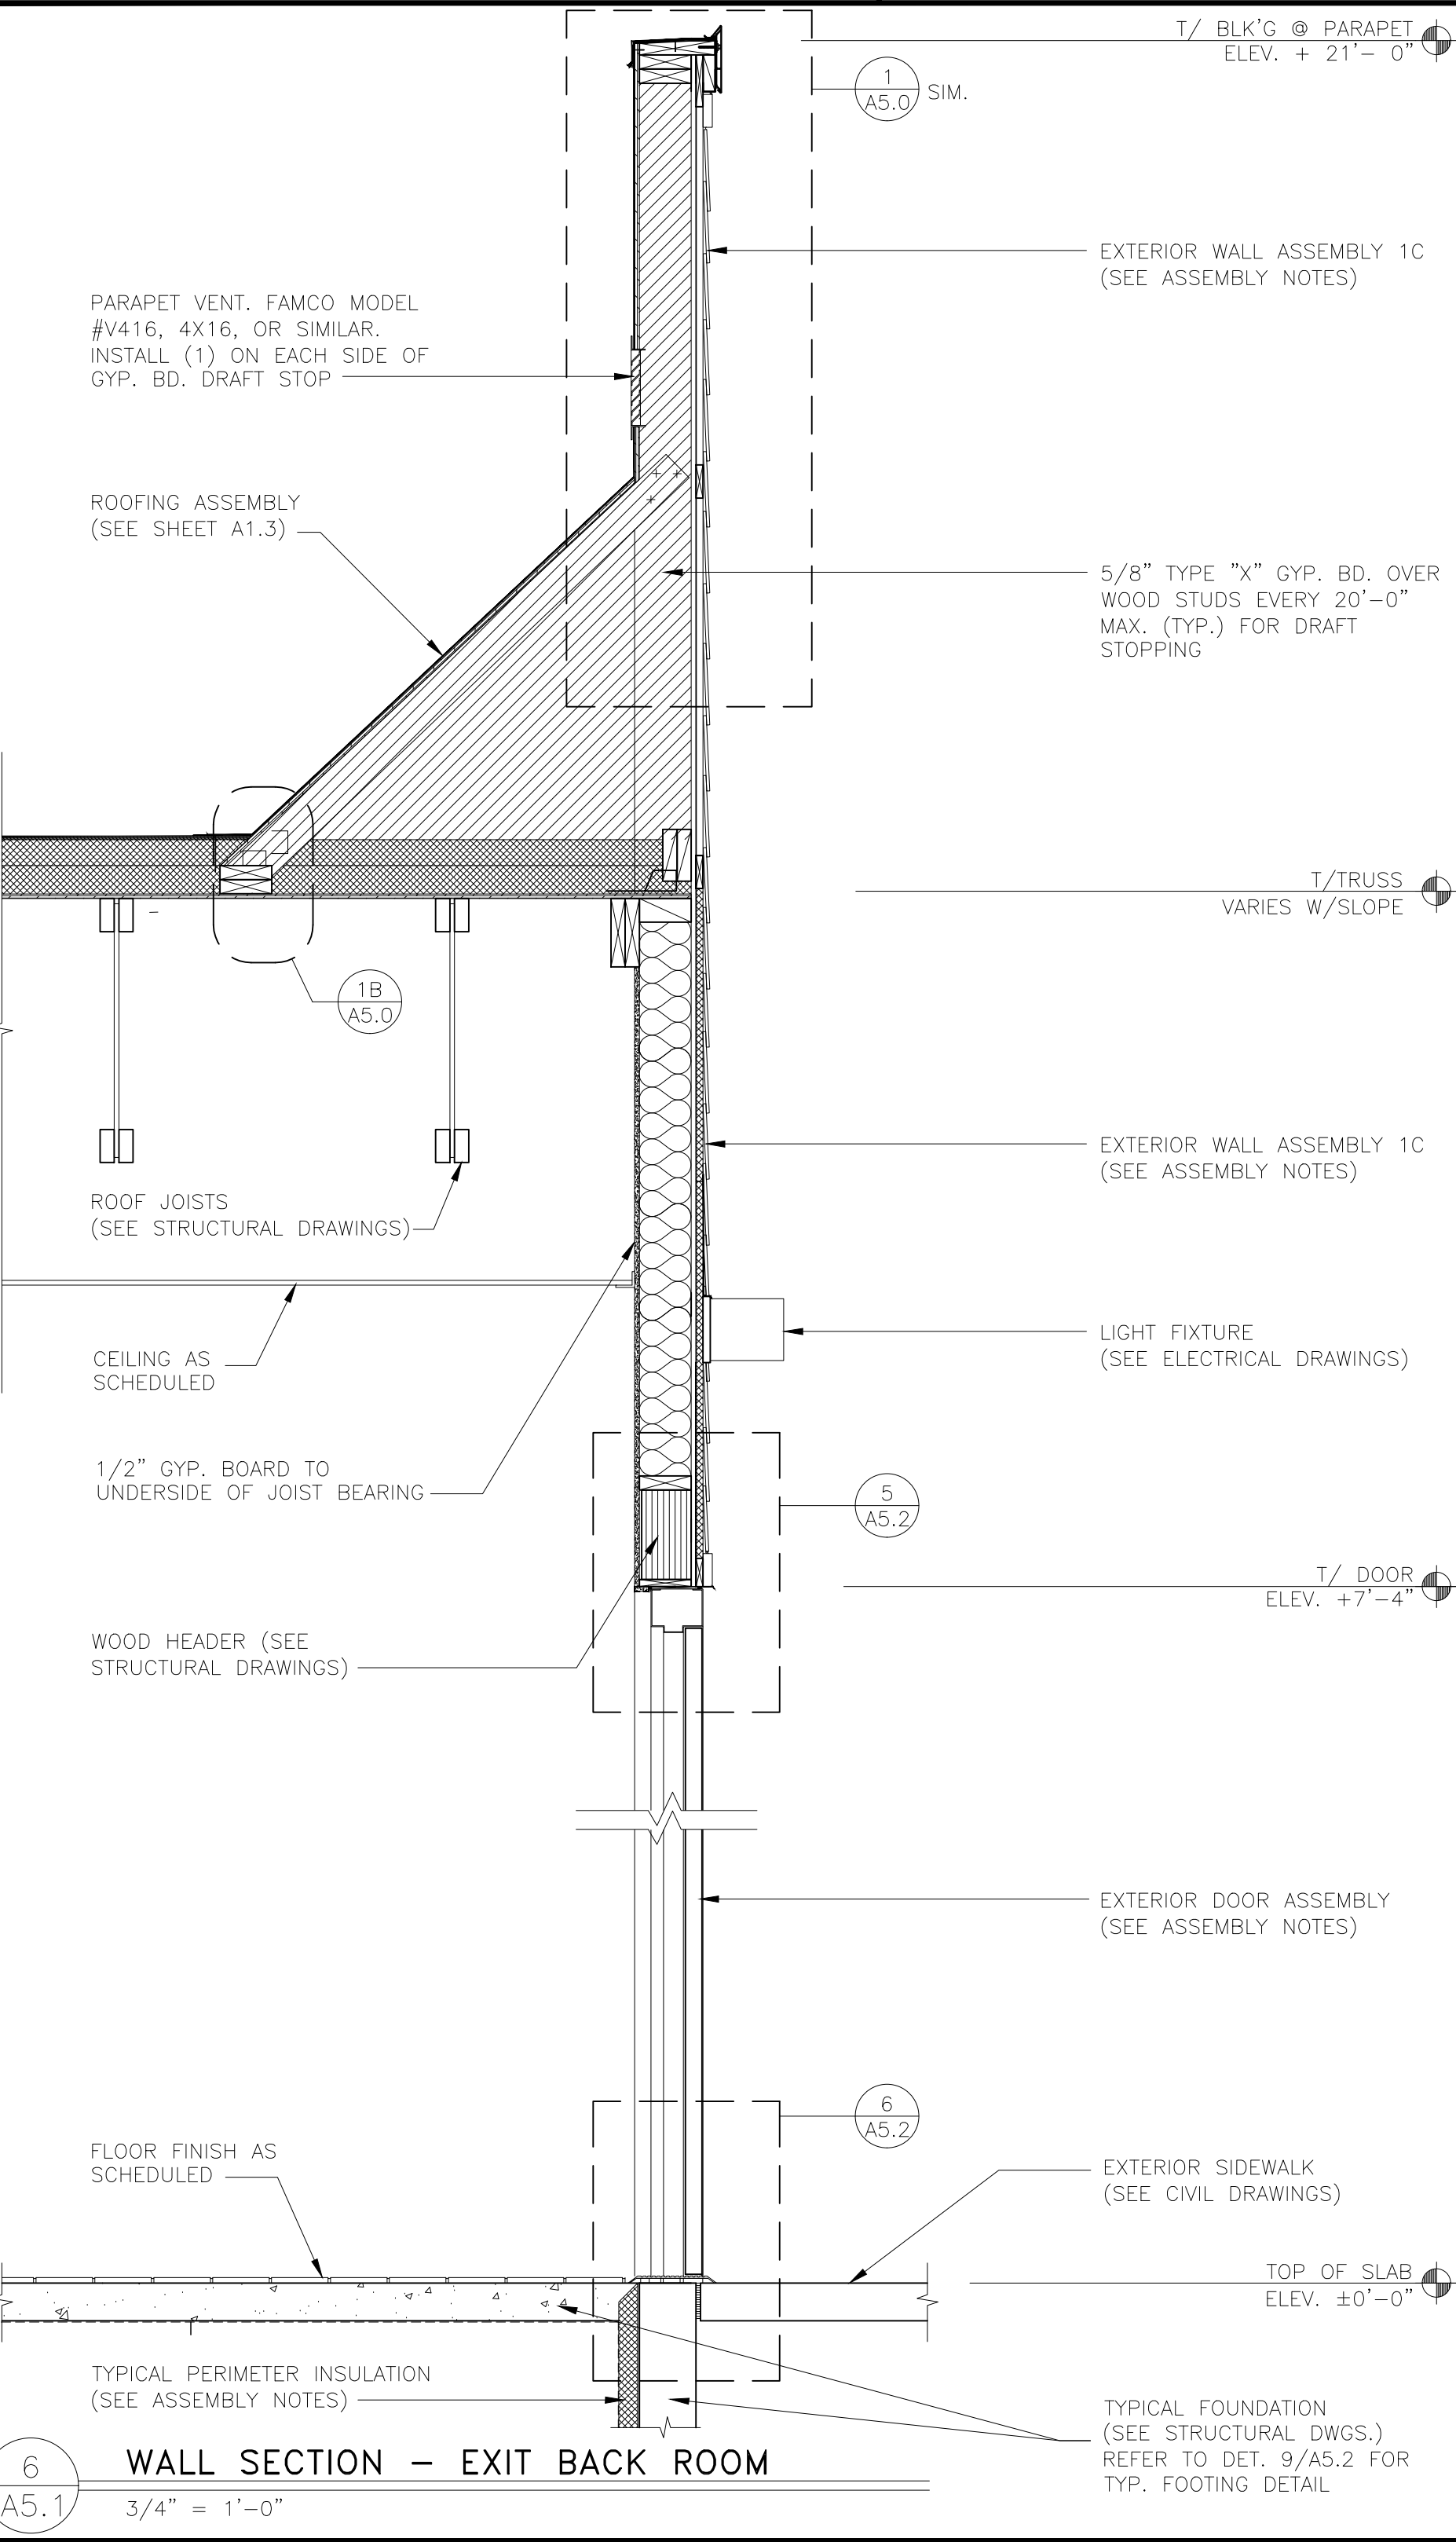 T/ BLK'G @ PARAPET
ELEV. + 21'- 0"
1
A5.0
SIM.
EXTERIOR WALL ASSEMBLY 1C
(SEE ASSEMBLY NOTES)
PARAPET VENT. FAMCO MODEL
#V416, 4X16, OR SIMILAR.
INSTALL (1) ON EACH SIDE OF
GYP. BD. DRAFT STOP
ROOFING ASSEMBLY
(SEE SHEET A1.3)
5/8" TYPE "X" GYP. BD. OVER
WOOD STUDS EVERY 20'-0"
MAX. (TYP.) FOR DRAFT
STOPPING
T/TRUSS
VARIES W/SLOPE
1B
A5.0
EXTERIOR WALL ASSEMBLY 1C
(SEE ASSEMBLY NOTES)
ROOF JOISTS
(SEE STRUCTURAL DRAWINGS)
LIGHT FIXTURE
(SEE ELECTRICAL DRAWINGS)
CEILING AS
SCHEDULED
1/2" GYP. BOARD TO
UNDERSIDE OF JOIST BEARING
5
A5.2
T/ DOOR
ELEV. +7'-4"
WOOD HEADER (SEE
STRUCTURAL DRAWINGS)
EXTERIOR DOOR ASSEMBLY
(SEE ASSEMBLY NOTES)
6
A5.2
FLOOR FINISH AS
SCHEDULED
EXTERIOR SIDEWALK
(SEE CIVIL DRAWINGS)
TOP OF SLAB
ELEV. ±0'-0"
TYPICAL PERIMETER INSULATION
(SEE ASSEMBLY NOTES)
TYPICAL FOUNDATION
(SEE STRUCTURAL DWGS.)
REFER TO DET. 9/A5.2 FOR
TYP. FOOTING DETAIL
6
A5.1
WALL SECTION - EXIT BACK ROOM
3/4" = 1'-0"